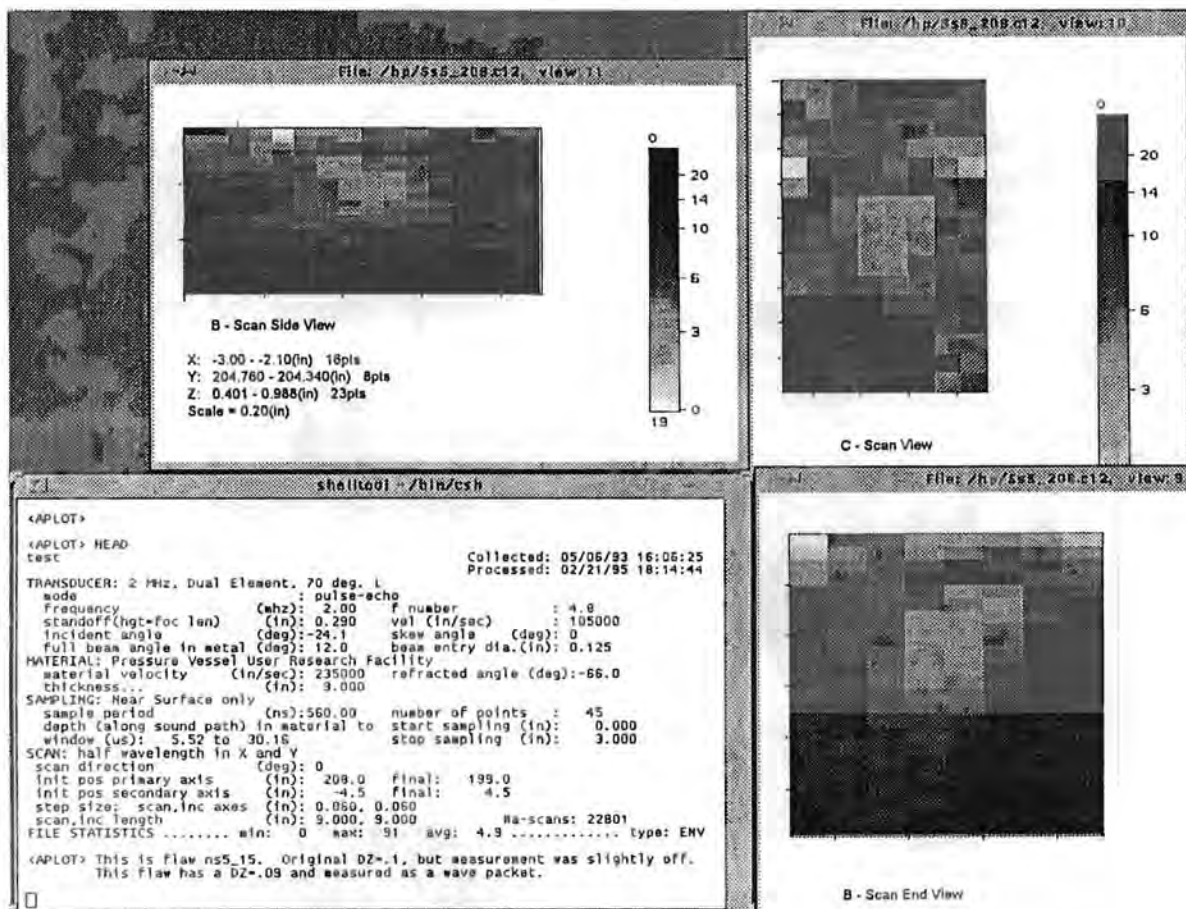 File: /hp/Ss5_208.c12, view: 11
0
20
14
10
6
3
0
19
B - Scan Side View
X: -3.00 - -2.10(in) 16pts
Y: 204.760 - 204.340(in) 8pts
Z: 0.401 - 0.988(in) 23pts
Scale = 0.20(in)
File: /hp/Ss5_208.c12, view: 10
0
20
14
10
6
3
C - Scan View
shelltool - /bin/csh
<APLOT>
<APLOT> HEAD
test Collected: 05/06/93 16:06:25
Processed: 02/21/95 18:14:44
TRANSDUCER: 2 MHz, Dual Element, 70 deg. L
mode : pulse-echo
frequency (mhz): 2.00 f number : 4.0
standoff(hgt-foc len) (in): 0.290 vel (in/sec) : 105000
incident angle (deg):-24.1 skew angle (deg): 0
full beam angle in metal (deg): 12.0 beam entry dia.(in): 0.125
MATERIAL: Pressure Vessel User Research Facility
material velocity (in/sec): 235000 refracted angle (deg):-66.0
thickness... (in): 9.000
SAMPLING: Near Surface only
sample period (ns):560.00 number of points : 45
depth (along sound path) in material to start sampling (in): 0.000
window (us): 5.52 to 30.16 stop sampling (in): 3.000
SCAN: half wavelength in X and Y
scan direction (deg): 0
init pos primary axis (in): 208.0 final: 199.0
init pos secondary axis (in): -4.5 final: 4.5
step size: scan,inc axes (in): 0.060, 0.060
scan,inc length (in): 9.000, 9.000 #a-scans: 22801
FILE STATISTICS ........ min: 0 max: 91 avg: 4.9 ............ type: ENV
<APLOT> This is flaw ns5_15. Original DZ=.1, but measurement was slightly off.
This flaw has a DZ=.09 and measured as a wave packet.
File: /hp/Ss5_208.c12, view: 9
B - Scan End View